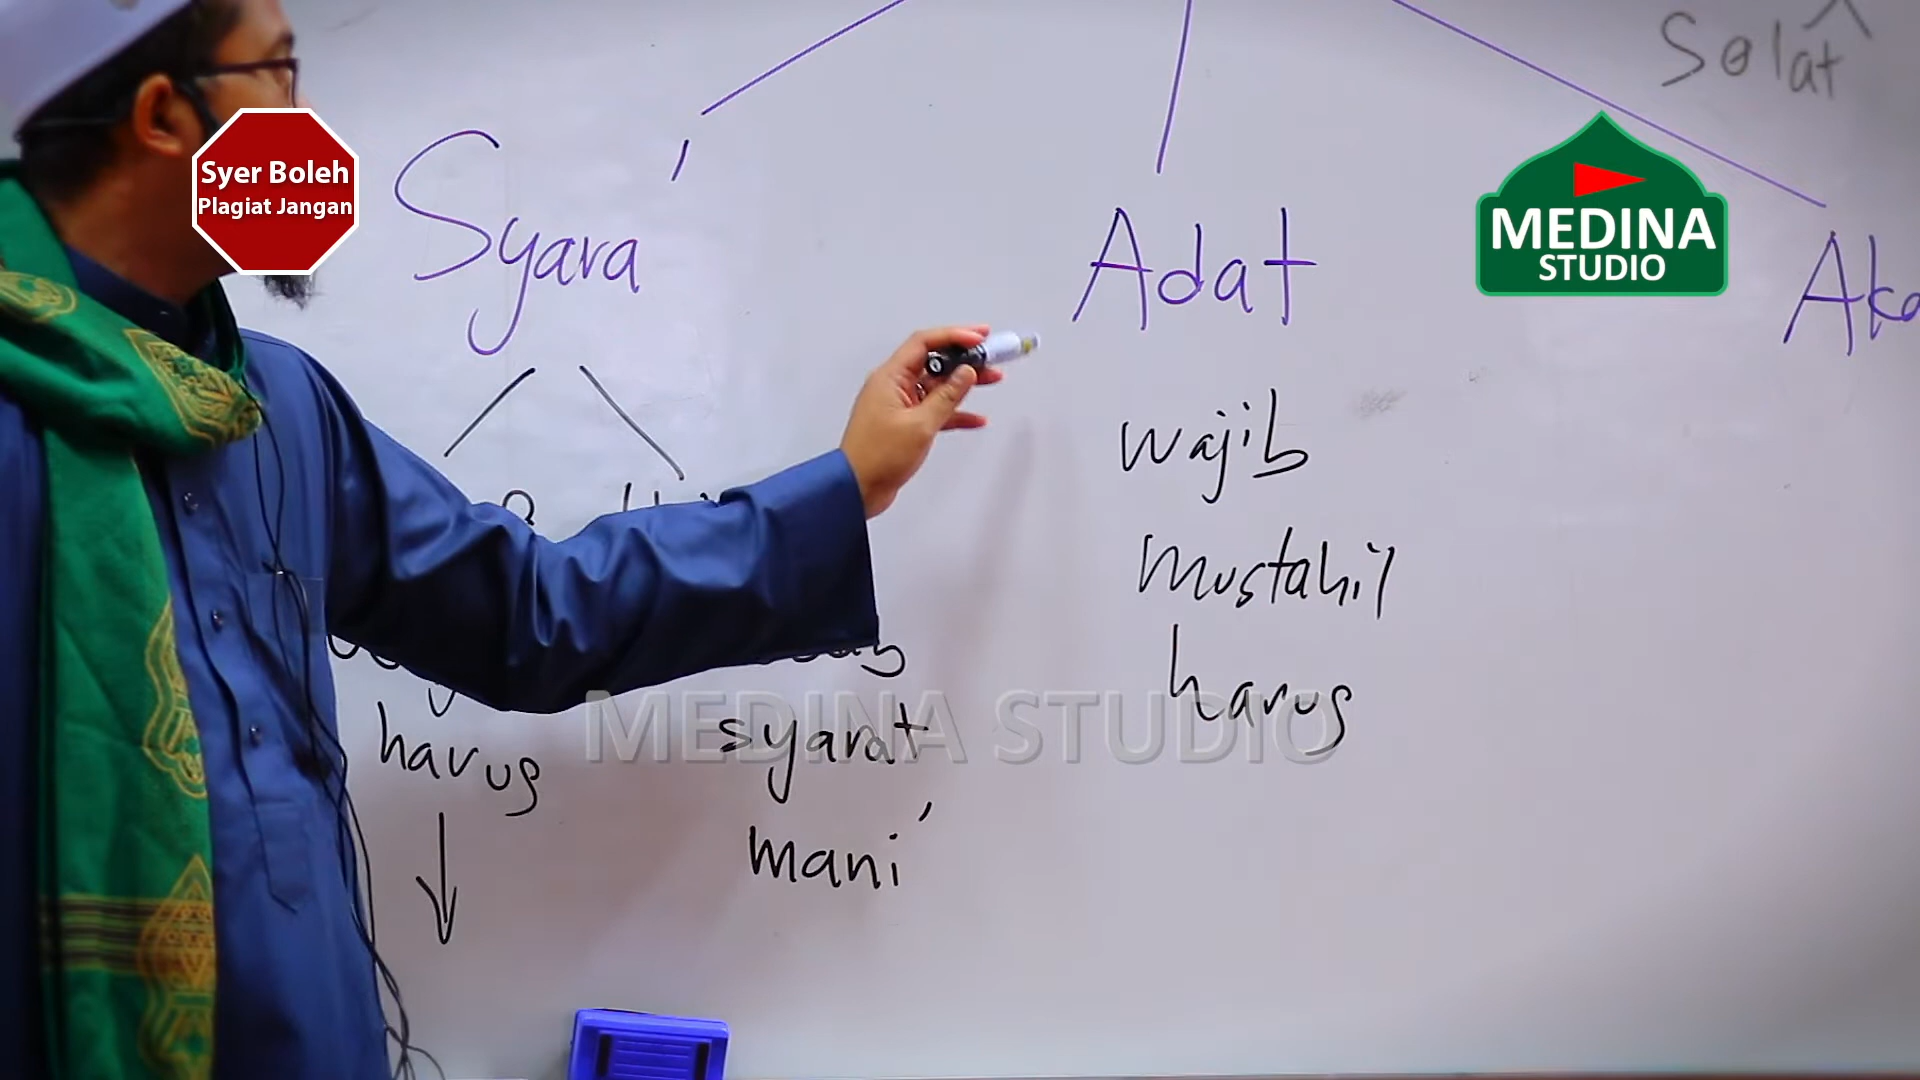 Solat
Syer Boleh
Plagiat Jangan
Syara'
Adat
MEDINA
STUDIO
wajib
mustahil
harus
MEDINA STUDIO
harus
syarat
mani'